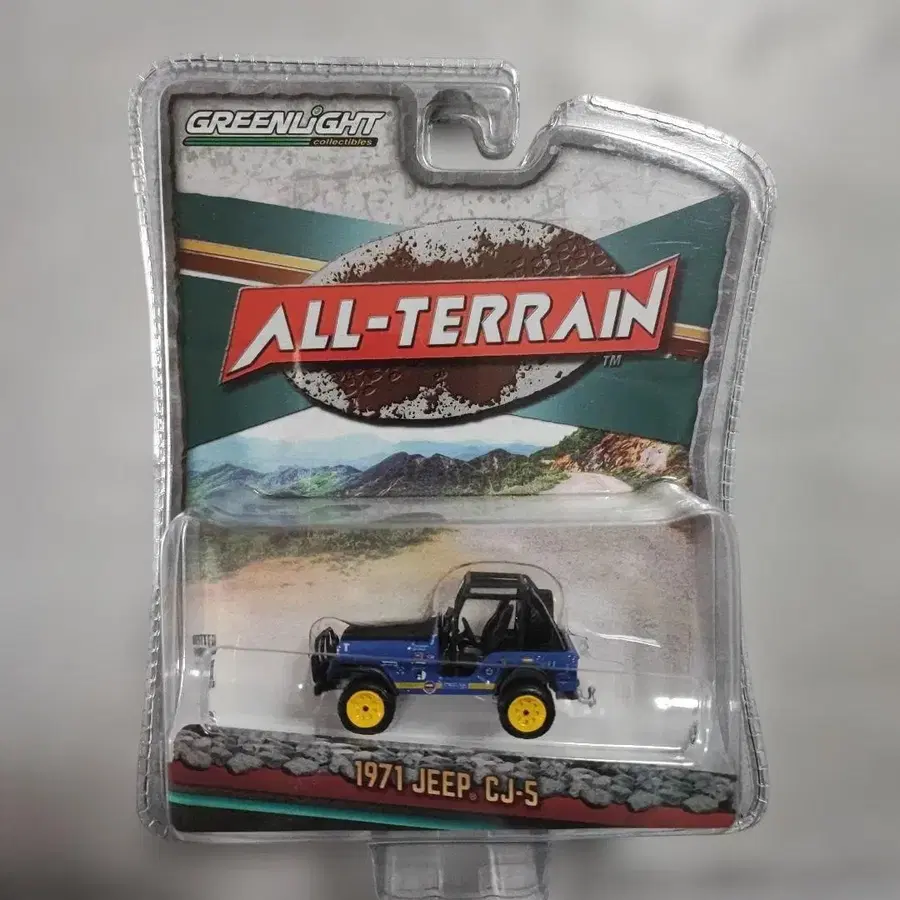 GREENLiGHT
collectibles
ALL-TERRAIN
TM
1971 JEEP® CJ-5